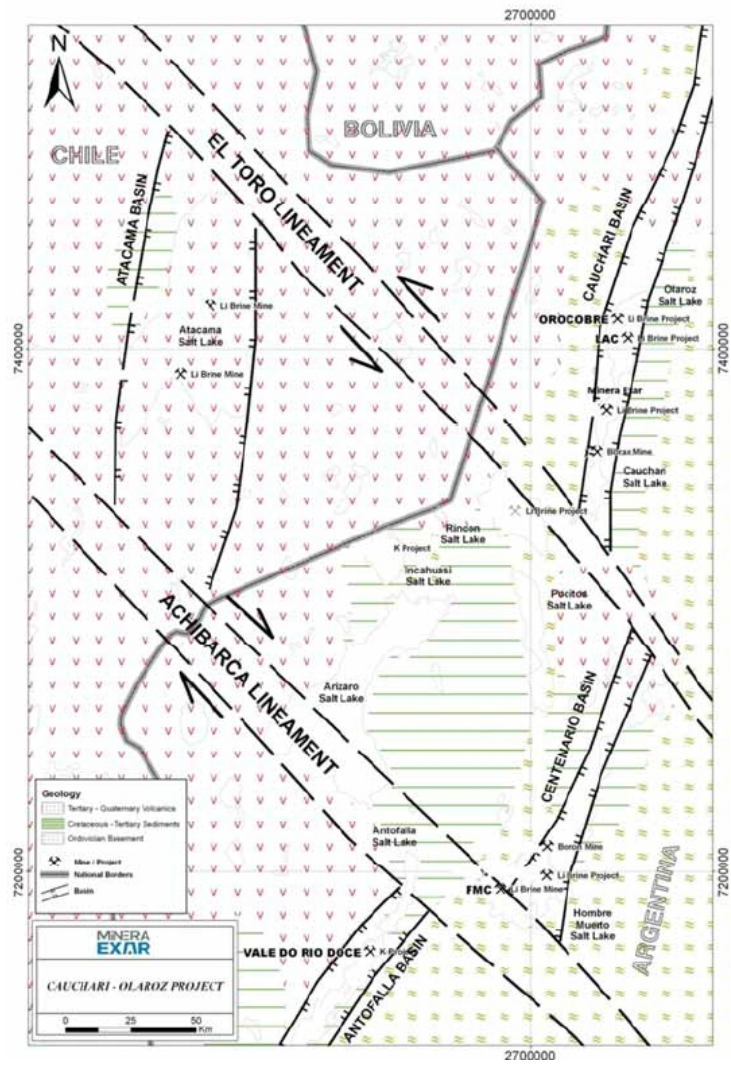 2700000
N
BOLIVIA
CHILE
EL TORO LINEAMENT
ATACAMA BASIN
CAUCHARI BASIN
Olaroz
Salt Lake
Li Brine Mine
OROCOBRE
Li Brine Project
Atacama
Salt Lake
LAC
Li Brine Project
7400000
7400000
Li Brine Mine
Minera Exar
Li Brine Project
Borax Mine
Cauchari
Salt Lake
Li Brine Project
Rincon
Salt Lake
K Project
Incahuasi
Salt Lake
Pocitos
Salt Lake
ACHIBARCA LINEAMENT
Arizaro
Salt Lake
CENTENARIO BASIN
Geology
Tertiary - Quaternary Volcanics
Cretaceous - Tertiary Sediments
Ordovician Basement
Mine / Project
National Borders
Basin
Antofalla
Salt Lake
Boron Mine
7200000
7200000
Li Brine Project
FMC
Li Brine Mine
ARGENTINA
Hombre
Muerto
Salt Lake
MINERA
EXAR
VALE DO RIO DOCE
K Project
ANTOFALLA BASIN
CAUCHARI - OLAROZ PROJECT
0 25 50
Km
2700000